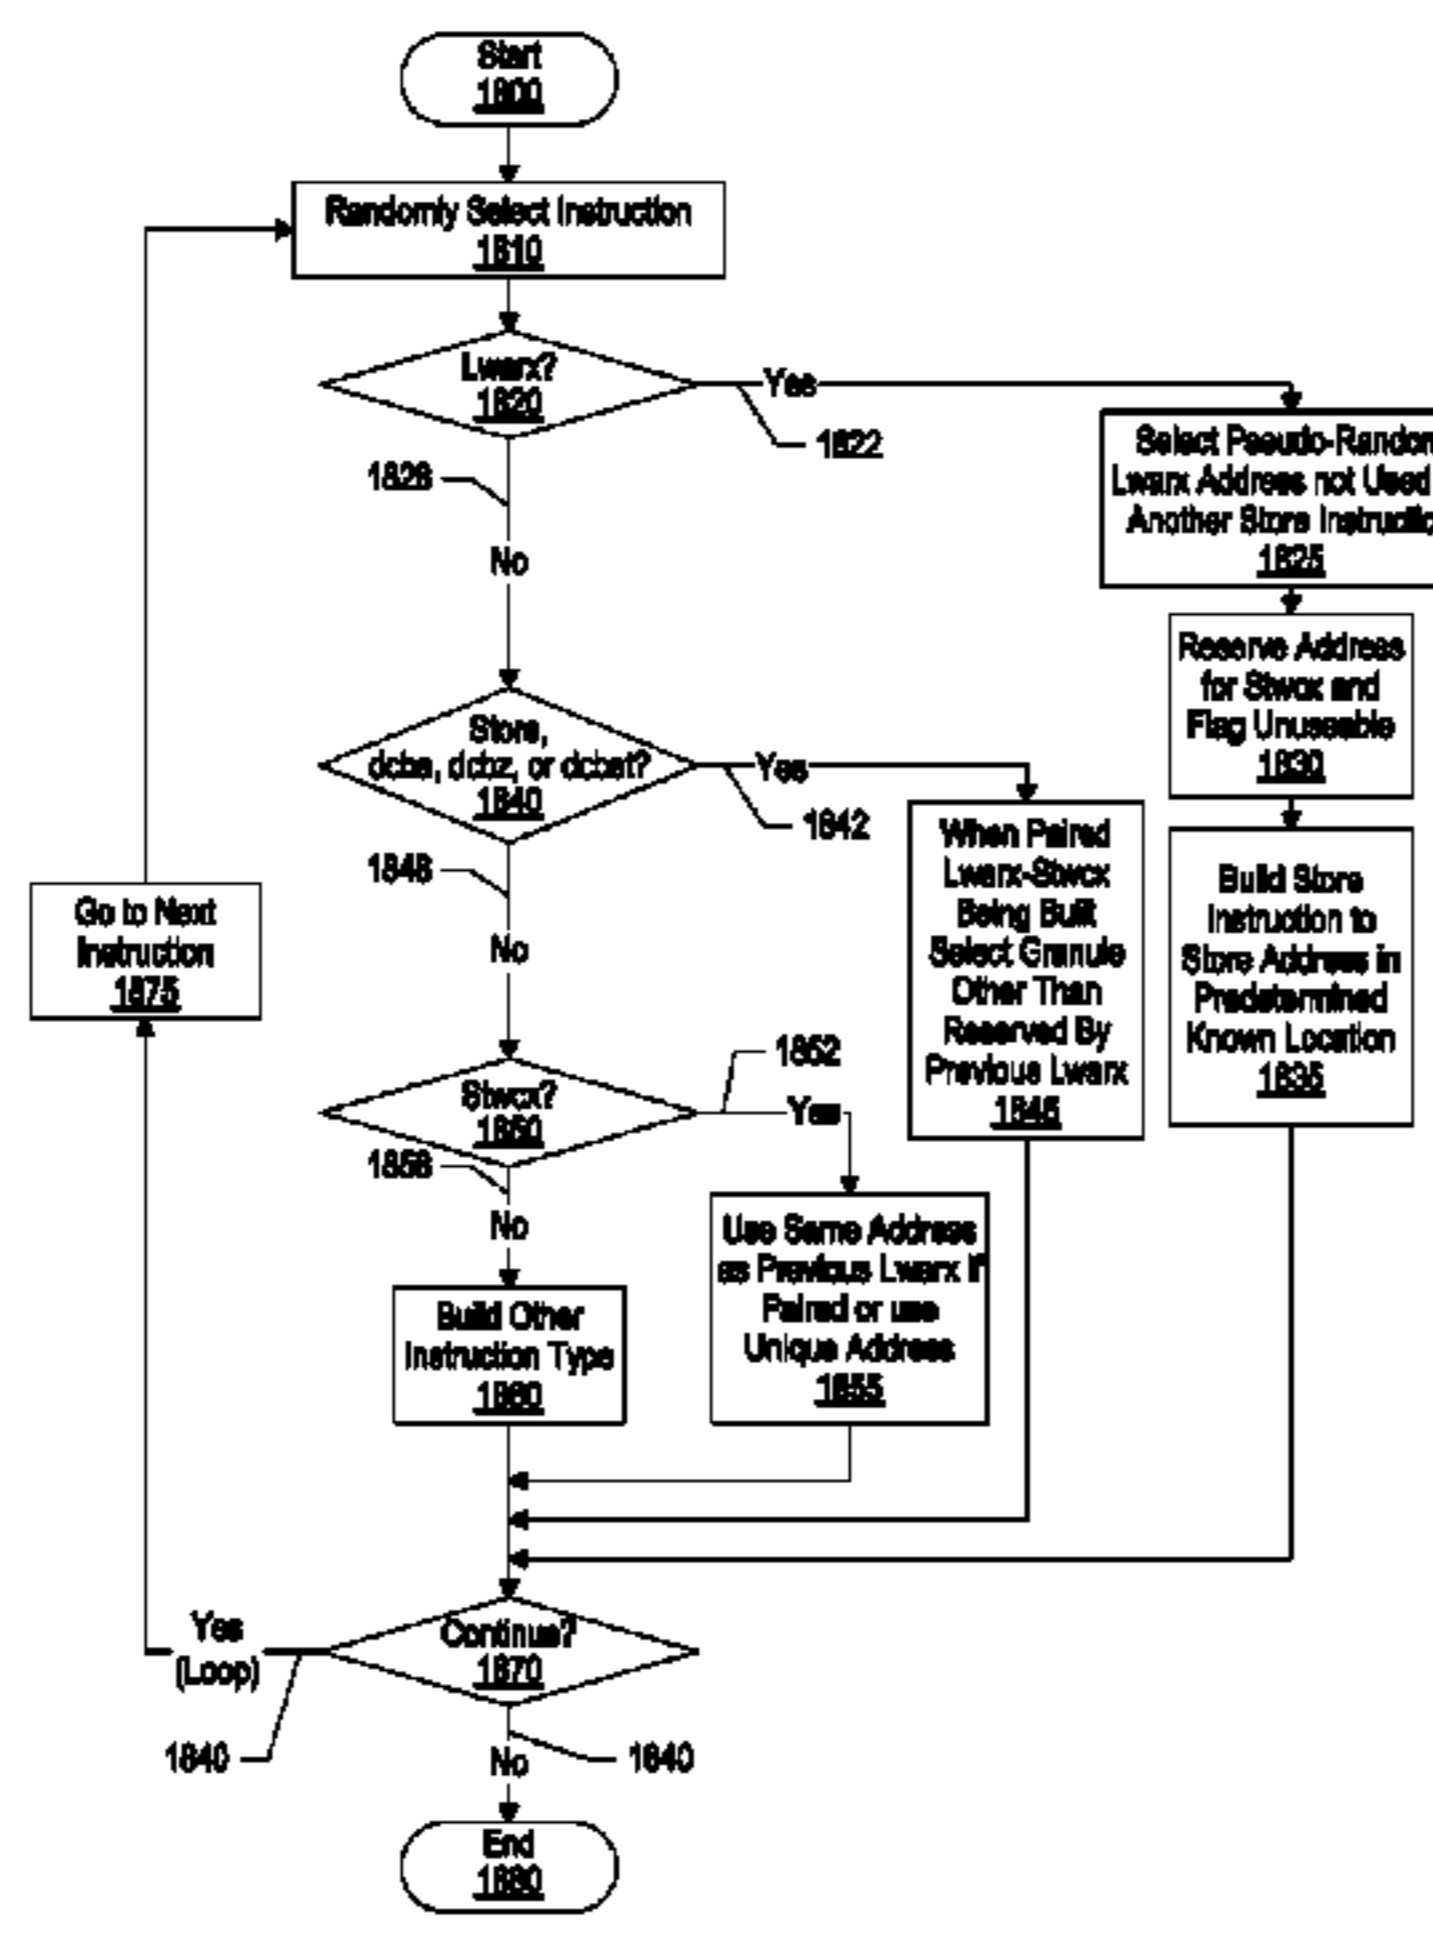 Start
1800
Randomly Select Instruction
1810
Lwarx?
1820
Yes
1822
1828
No
Select Pseudo-Random
Lwarx Address not Used
Another Store Instructio
1825
Reserve Address
for Stwcx and
Flag Unuseable
1830
Build Store
Instruction to
Store Address in
Predetermined
Known Location
1835
Store,
dcba, dcbz, or dcbst?
1840
Yes
1842
1848
No
When Paired
Lwarx-Stwcx
Being Built
Select Granule
Other Than
Reserved By
Previous Lwarx
1845
Go to Next
Instruction
1875
Stwcx?
1850
1852
Yes
1858
No
Use Same Address
as Previous Lwarx if
Paired or use
Unique Address
1855
Build Other
Instruction Type
1860
Continue?
1870
Yes
(Loop)
1840
No
1840
End
1880